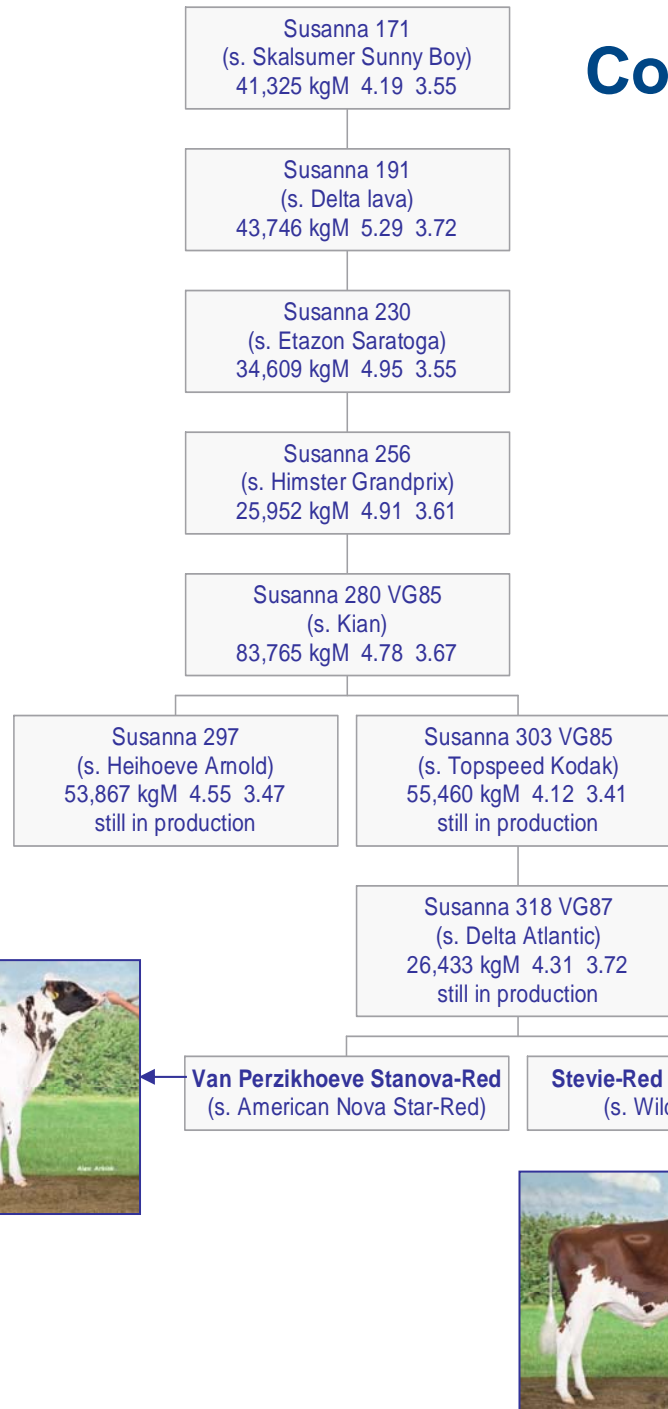 Susanna 171
(s. Skalsumer Sunny Boy)
41,325 kgM 4.19 3.55
Co
Susanna 191
(s. Delta lava)
43,746 kgM 5.29 3.72
Susanna 230
(s. Etazon Saratoga)
34,609 kgM 4.95 3.55
Susanna 256
(s. Himster Grandprix)
25,952 kgM 4.91 3.61
Susanna 280 VG85
(s. Kian)
83,765 kgM 4.78 3.67
Susanna 297
(s. Heihoeve Arnold)
53,867 kgM 4.55 3.47
still in production
Susanna 303 VG85
(s. Topspeed Kodak)
55,460 kgM 4.12 3.41
still in production
Susanna 318 VG87
(s. Delta Atlantic)
26,433 kgM 4.31 3.72
still in production
Van Perzikhoeve Stanova-Red
(s. American Nova Star-Red)
Stevie-Red
(s. Wild